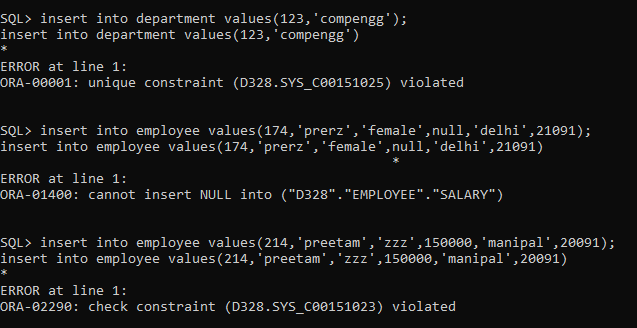 SQL> insert into department values(123,'compengg');
insert into department values(123,'compengg')
*
ERROR at line 1:
ORA-00001: unique constraint (D328.SYS_C00151025) violated
SQL> insert into employee values(174,'prerz','female',null,'delhi',21091);
insert into employee values(174,'prerz','female',null,'delhi',21091)
*
ERROR at line 1:
ORA-01400: cannot insert NULL into ("D328"."EMPLOYEE"."SALARY")
SQL> insert into employee values(214,'preetam','zzz',150000,'manipal',20091);
insert into employee values(214,'preetam','zzz',150000,'manipal',20091)
*
ERROR at line 1:
ORA-02290: check constraint (D328.SYS_C00151023) violated